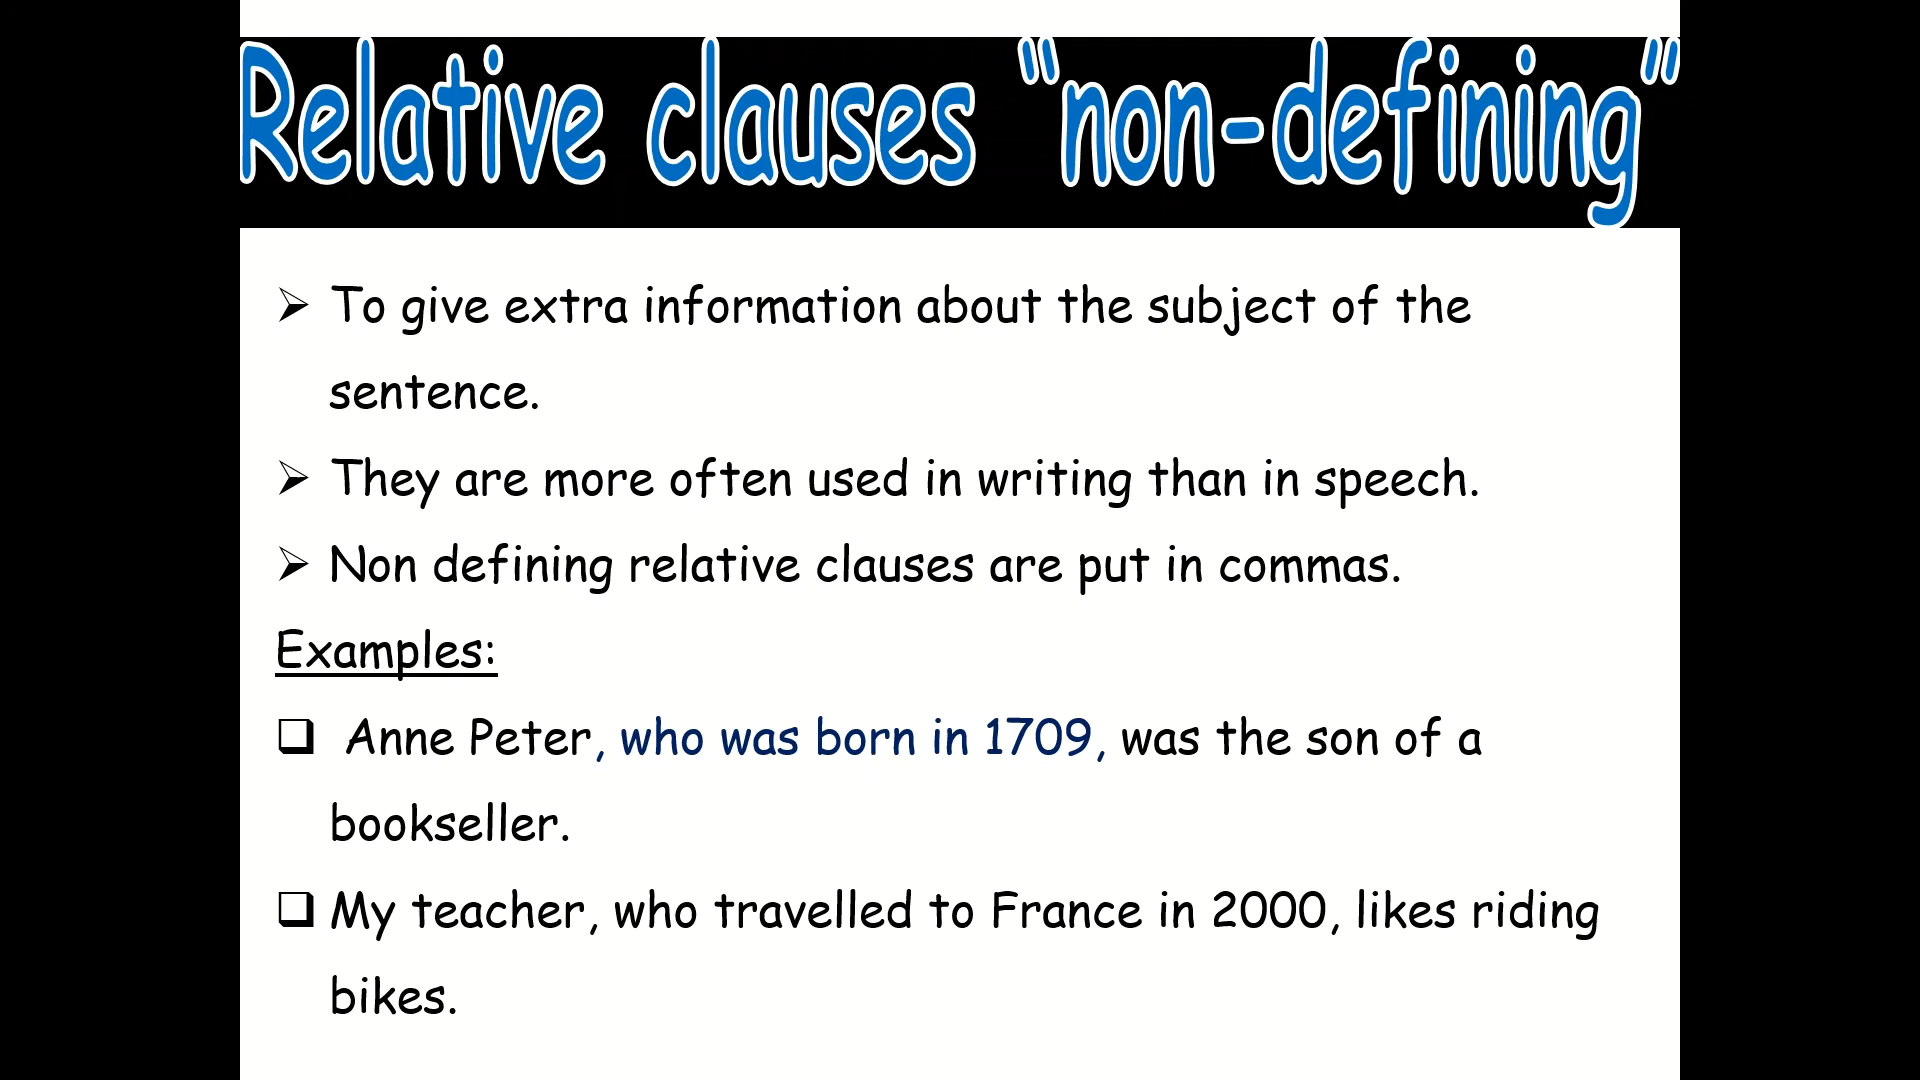 Relative clauses “non-defining”
To give extra information about the subject of the
sentence.
They are more often used in writing than in speech.
Non defining relative clauses are put in commas.
Examples:
Anne Peter, who was born in 1709, was the son of a
bookseller.
My teacher, who travelled to France in 2000, likes riding
bikes.